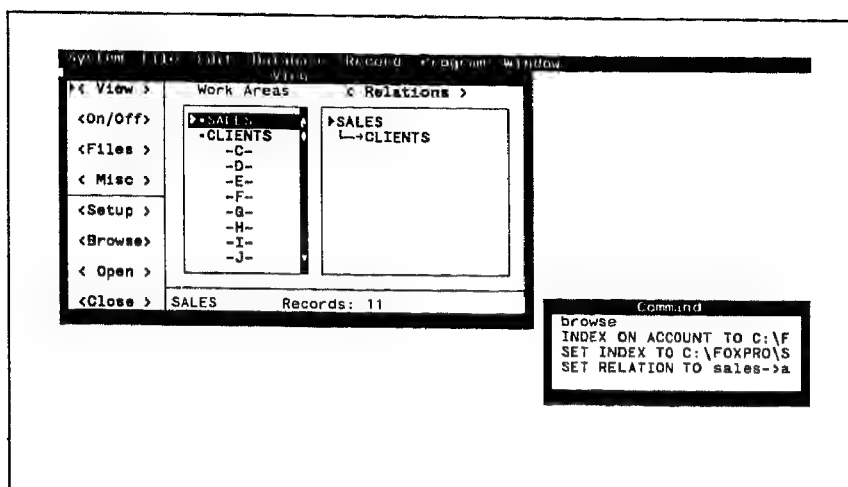 System File Edit Database Record Program Window
View
< View >
<On/Off>
<Files >
< Misc >
<Setup >
<Browse>
< Open >
<Close >
Work Areas
▶•SALES
•CLIENTS
-C-
-D-
-E-
-F-
-G-
-H-
-I-
-J-
< Relations >
▶SALES
└→CLIENTS
SALES Records: 11
Command
browse
INDEX ON ACCOUNT TO C:\F
SET INDEX TO C:\FOXPRO\S
SET RELATION TO sales->a